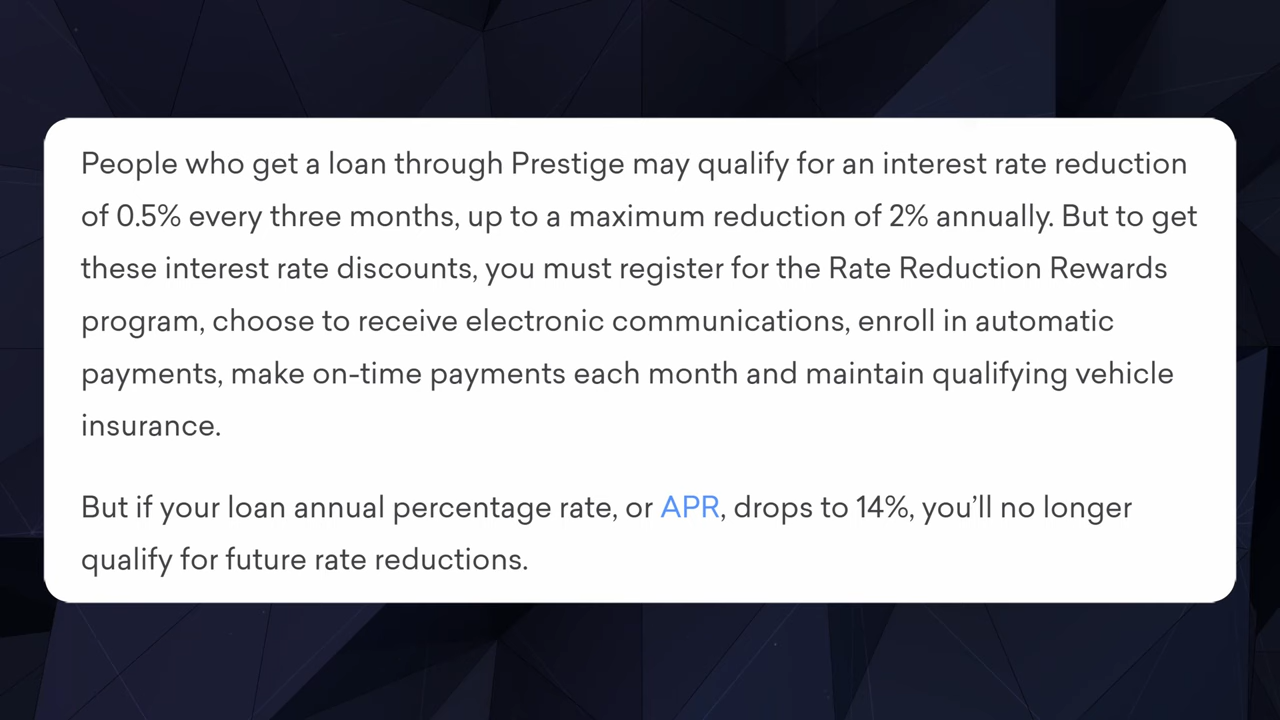 People who get a loan through Prestige may qualify for an interest rate reduction
of 0.5% every three months, up to a maximum reduction of 2% annually. But to get
these interest rate discounts, you must register for the Rate Reduction Rewards
program, choose to receive electronic communications, enroll in automatic
payments, make on-time payments each month and maintain qualifying vehicle
insurance.
But if your loan annual percentage rate, or APR, drops to 14%, you’ll no longer
qualify for future rate reductions.